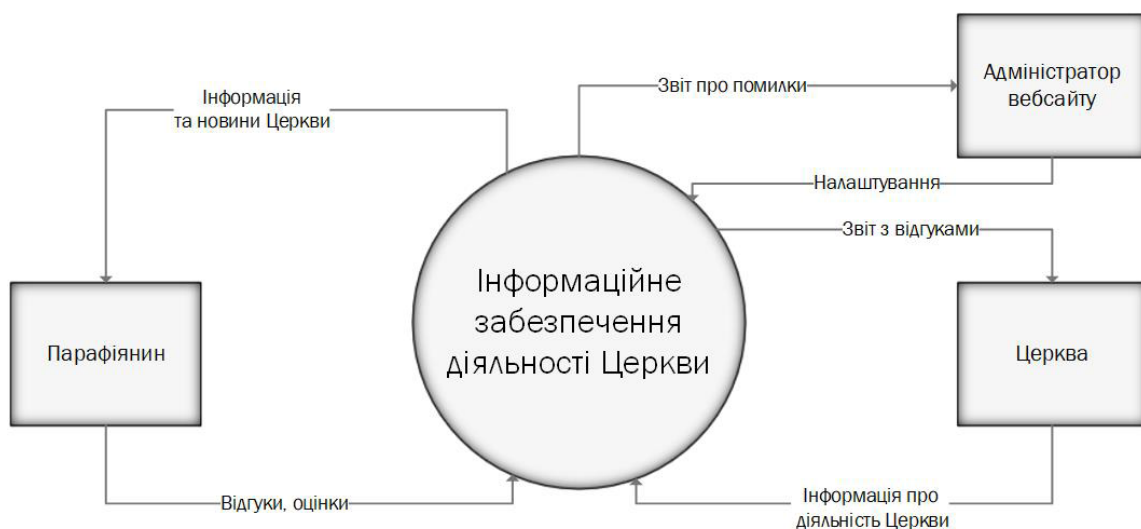 Адміністратор
вебсайту
Звіт про помилки
Інформація
та новини Церкви
Налаштування
Звіт з відгуками
Інформаційне
забезпечення
діяльності Церкви
Парафіянин
Церква
Відгуки, оцінки
Інформація про
діяльність Церкви